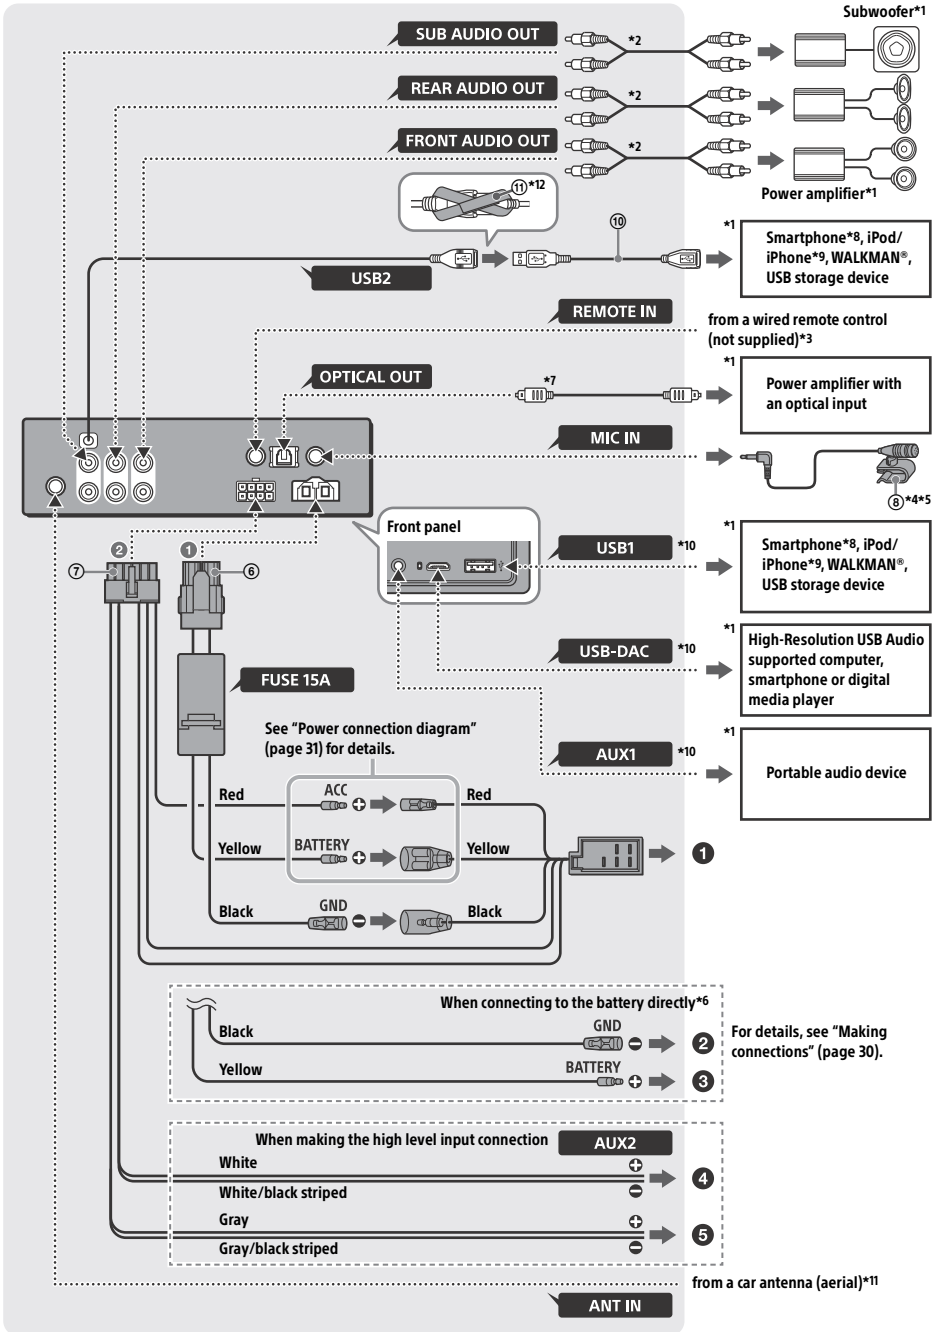 Subwoofer*1
SUB AUDIO OUT
*2
REAR AUDIO OUT
*2
FRONT AUDIO OUT
*2
Power amplifier*1
⑪*12
⑩
*1
Smartphone*8, iPod/
iPhone*9, WALKMAN®,
USB storage device
USB2
REMOTE IN
from a wired remote control
(not supplied)*3
OPTICAL OUT
*7
*1
Power amplifier with
an optical input
MIC IN
⑧*4*5
Front panel
USB1
*10
*1
Smartphone*8, iPod/
iPhone*9, WALKMAN®,
USB storage device
❷
❶
⑦
⑥
USB-DAC
*10
*1
High-Resolution USB Audio
supported computer,
smartphone or digital
media player
FUSE 15A
See “Power connection diagram”
(page 31) for details.
AUX1
*10
*1
Portable audio device
Red
ACC
Red
Yellow
BATTERY
Yellow
❶
Black
GND
Black
When connecting to the battery directly*6
Black
GND
❷
Yellow
BATTERY
❸
For details, see “Making
connections” (page 30).
When making the high level input connection
AUX2
White
White/black striped
❹
Gray
Gray/black striped
❺
from a car antenna (aerial)*11
ANT IN